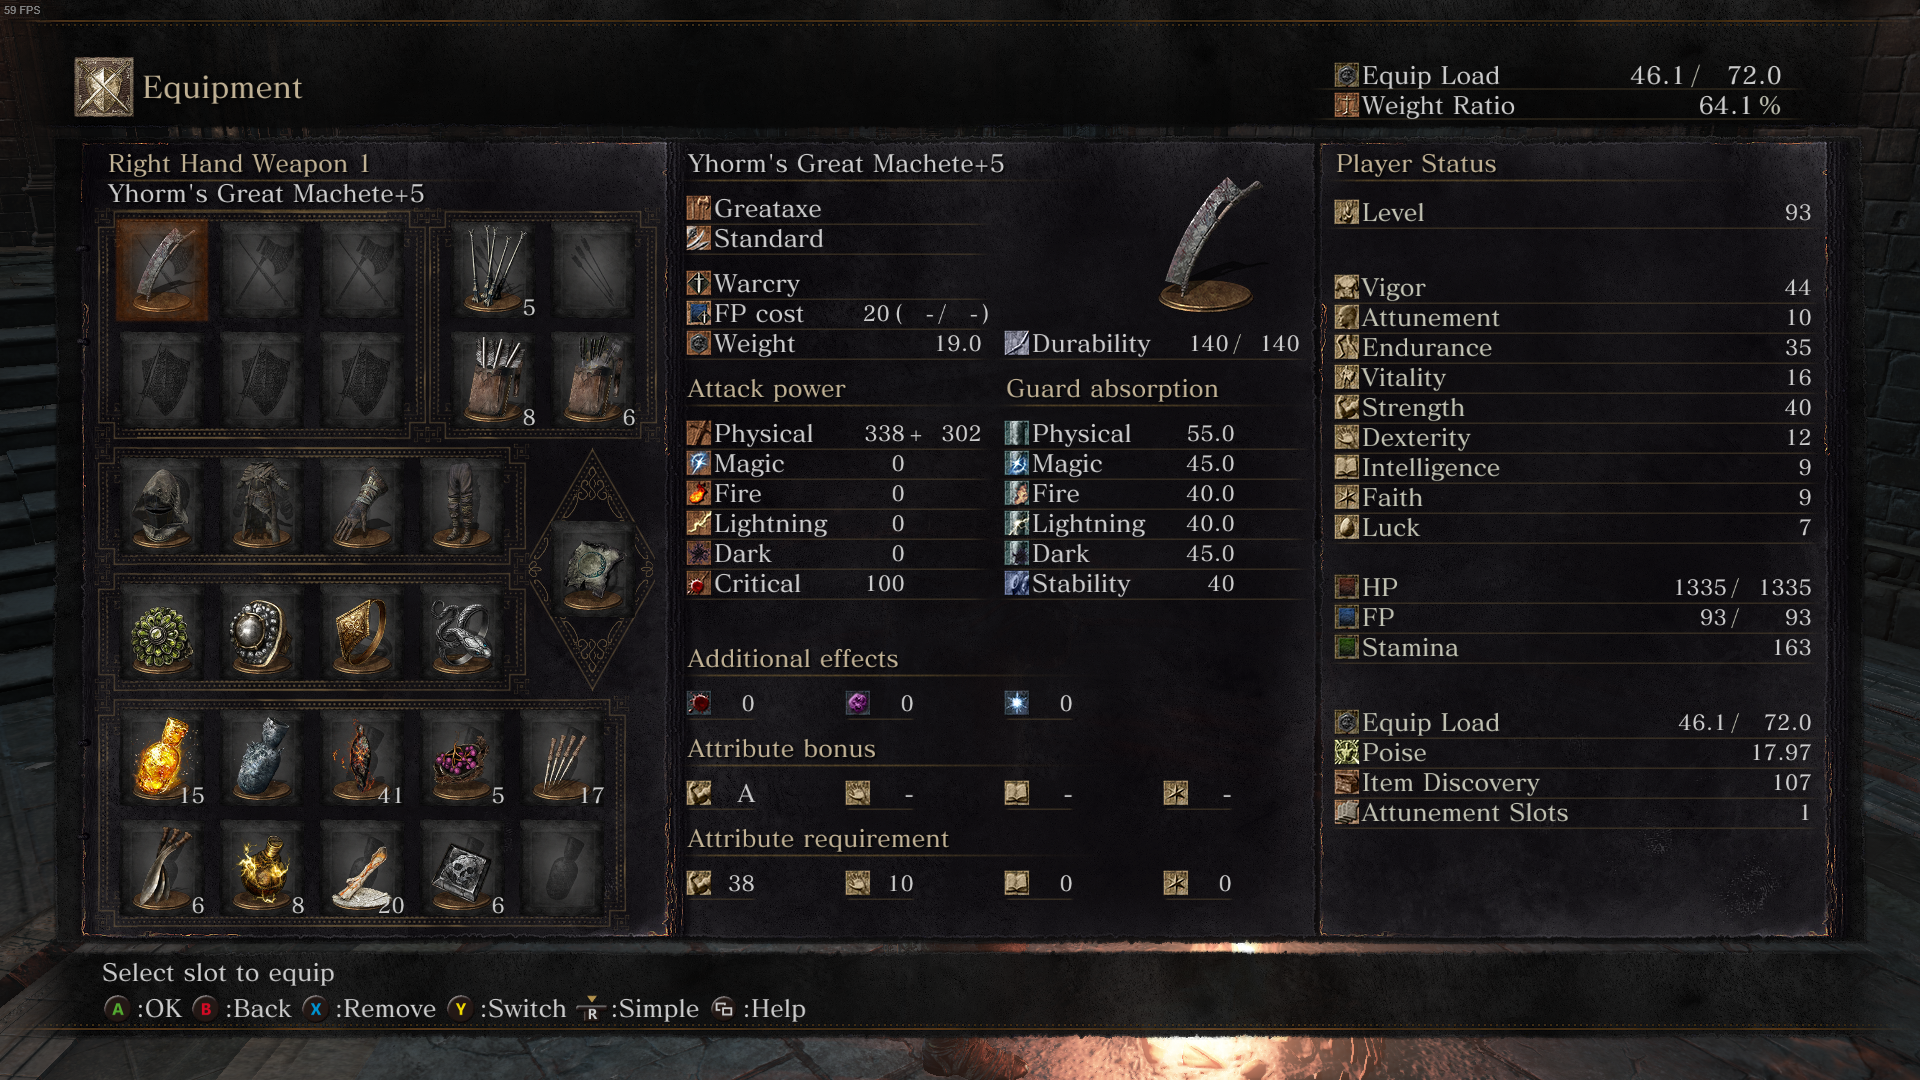 59 FPS
Equipment
Equip Load 46.1 / 72.0
Weight Ratio 64.1 %
Right Hand Weapon 1
Yhorm's Great Machete+5
5
8 6
15 41 5 17
6 8 20 6
Yhorm's Great Machete+5
Greataxe
Standard
Warcry
FP cost 20 ( - / - )
Weight 19.0 Durability 140 / 140
Attack power
Physical 338 + 302
Magic 0
Fire 0
Lightning 0
Dark 0
Critical 100
Guard absorption
Physical 55.0
Magic 45.0
Fire 40.0
Lightning 40.0
Dark 45.0
Stability 40
Additional effects
0 0 0
Attribute bonus
A - - -
Attribute requirement
38 10 0 0
Player Status
Level 93
Vigor 44
Attunement 10
Endurance 35
Vitality 16
Strength 40
Dexterity 12
Intelligence 9
Faith 9
Luck 7
HP 1335 / 1335
FP 93 / 93
Stamina 163
Equip Load 46.1 / 72.0
Poise 17.97
Item Discovery 107
Attunement Slots 1
Select slot to equip
A :OK B :Back X :Remove Y :Switch R :Simple :Help